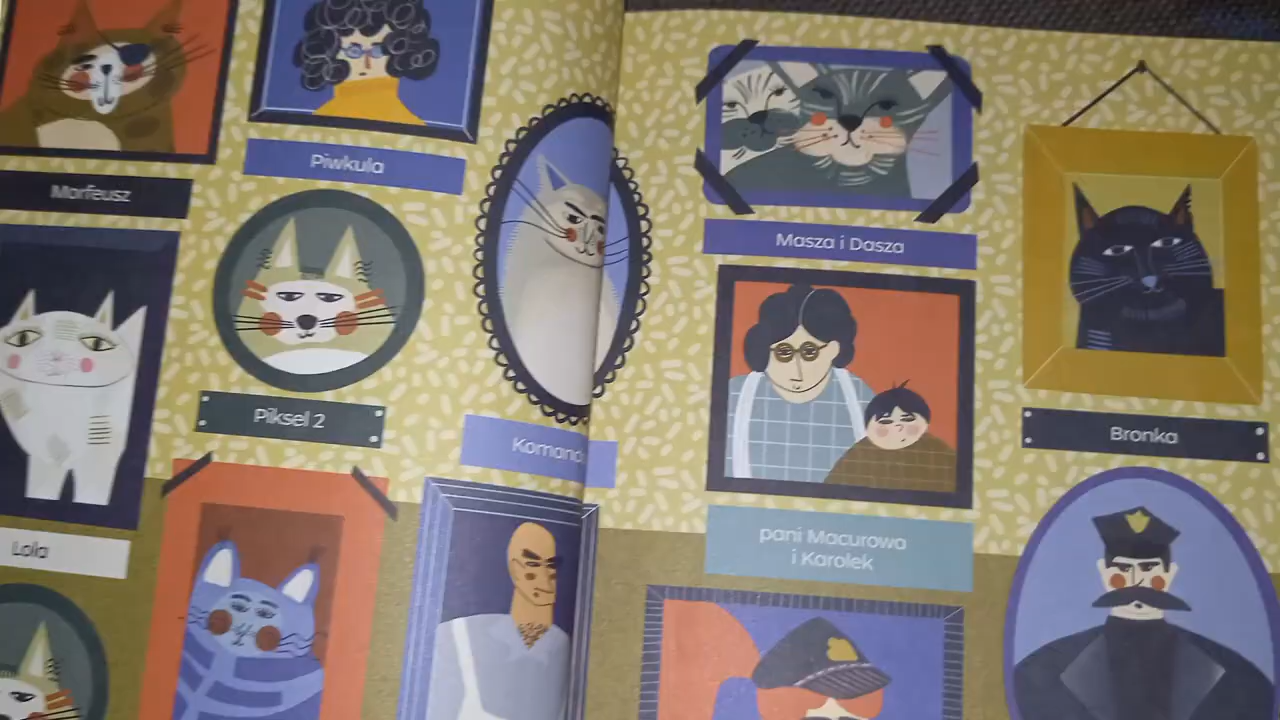 Piwkula
Morfeusz
Masza i Dasza
Piksel 2
Bronka
Lola
pani Macurowa
i Karolek